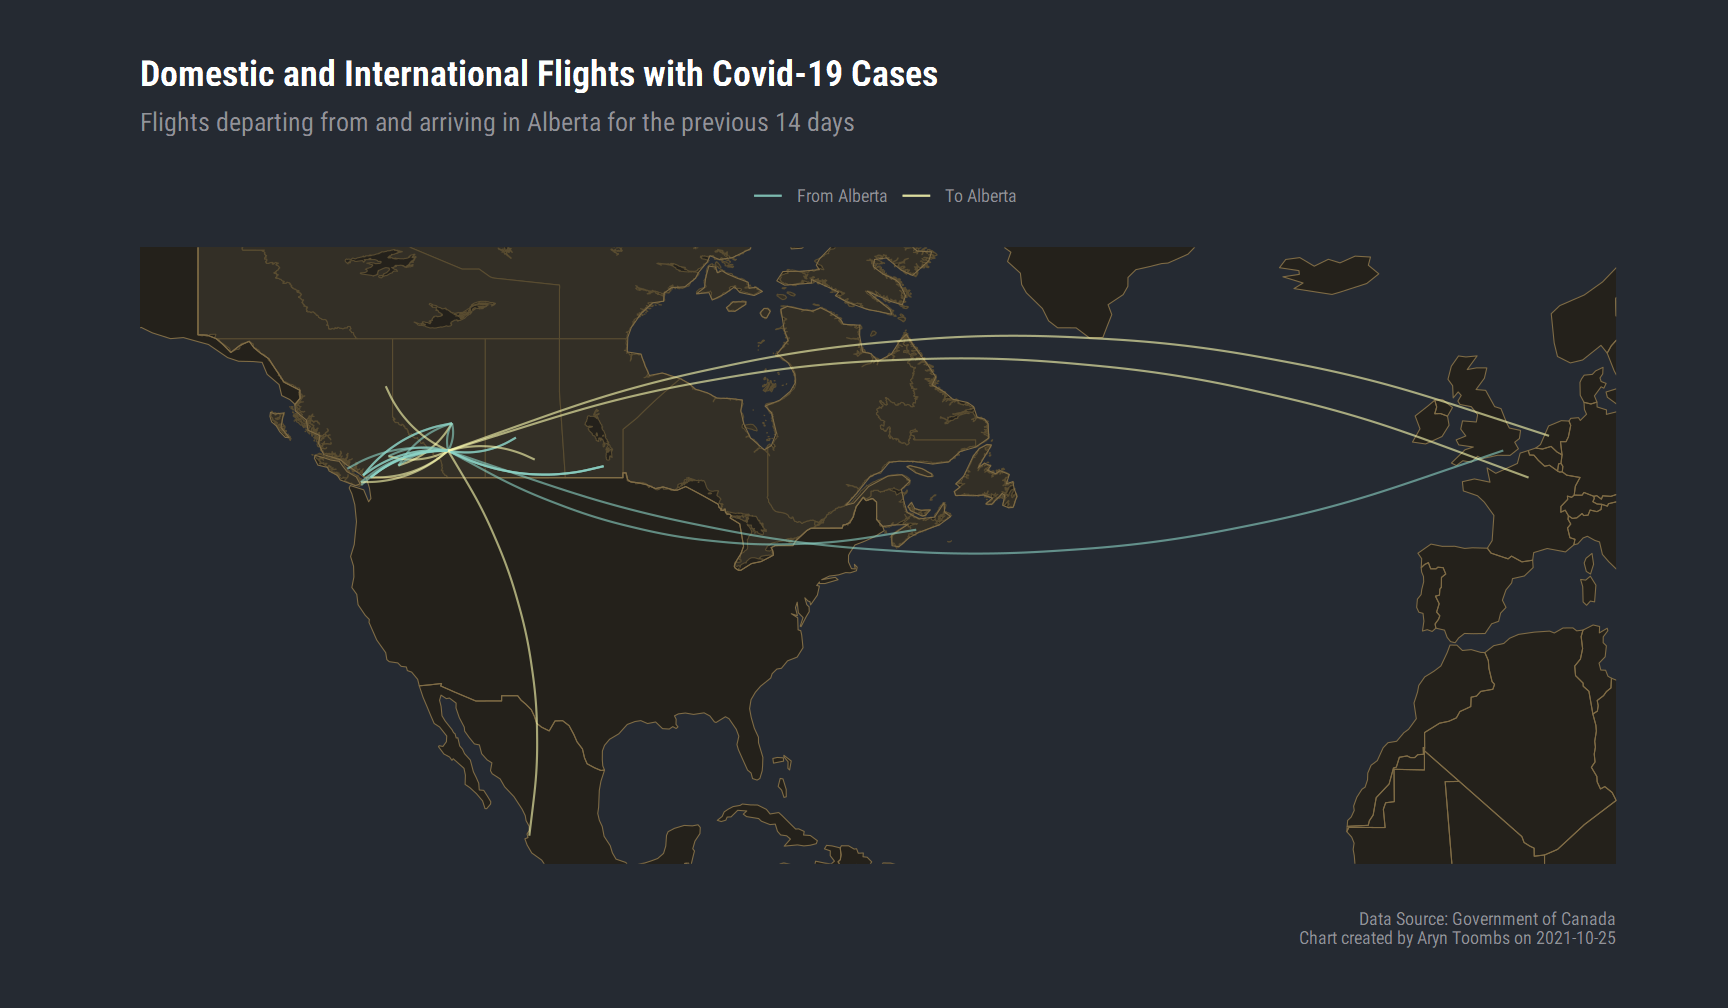 Domestic and International Flights with Covid-19 Cases
Flights departing from and arriving in Alberta for the previous 14 days
From Alberta To Alberta
Data Source: Government of Canada
Chart created by Aryn Toombs on 2021-10-25